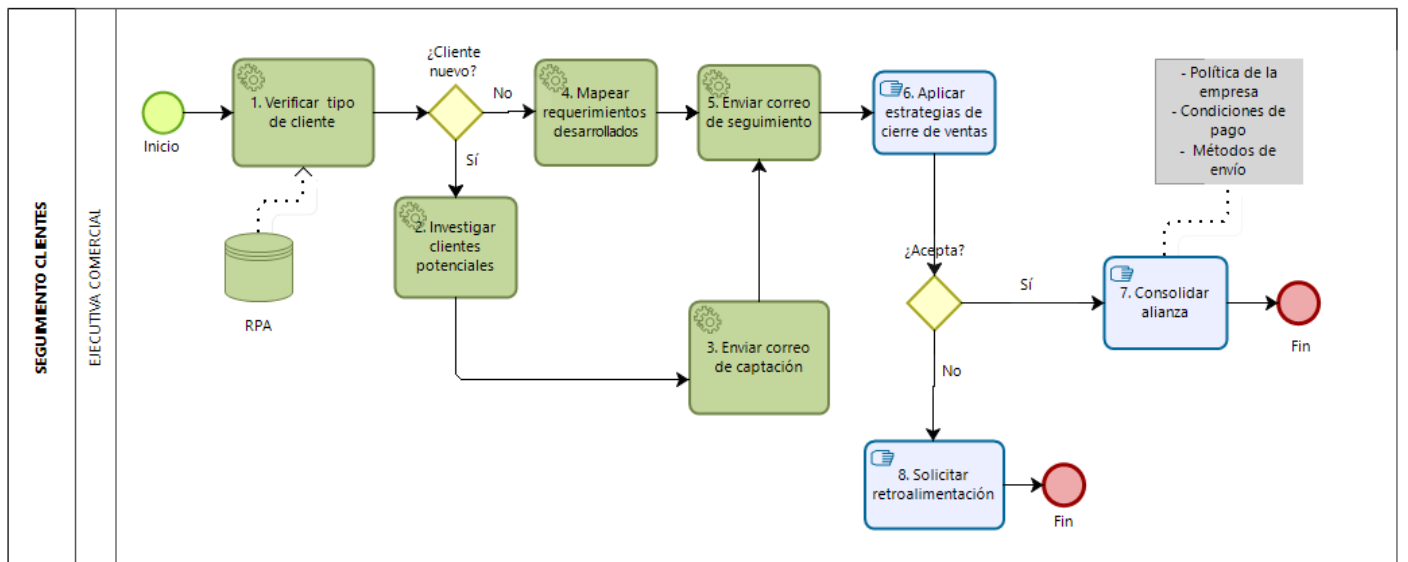 SEGUIMIENTO CLIENTES
EJECUTIVA COMERCIAL
Inicio
1. Verificar tipo
de cliente
RPA
¿Cliente
nuevo?
No
Sí
4. Mapear
requerimientos
desarrollados
2. Investigar
clientes
potenciales
3. Enviar correo
de captación
5. Enviar correo
de seguimiento
6. Aplicar
estrategias de
cierre de ventas
¿Acepta?
Sí
No
- Política de la
empresa
- Condiciones de
pago
- Métodos de
envío
7. Consolidar
alianza
Fin
8. Solicitar
retroalimentación
Fin